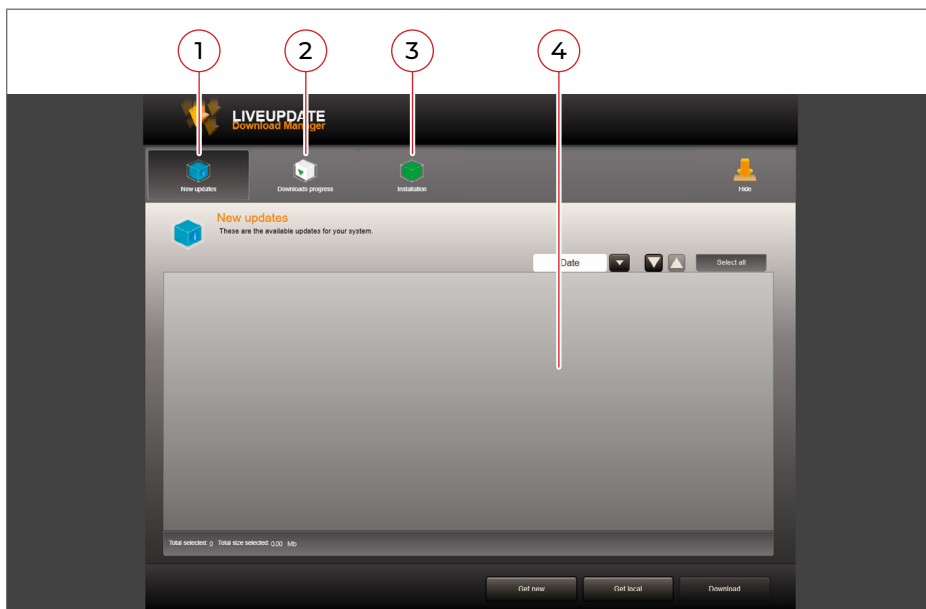 1 2 3 4
LIVEUPDATE
Download Manager
New updates Downloads progress Installation Hide
New updates
These are the available updates for your system.
Date Select all
Total selected: 0 Total size selected: 0.00 Mb
Get new Get local Download